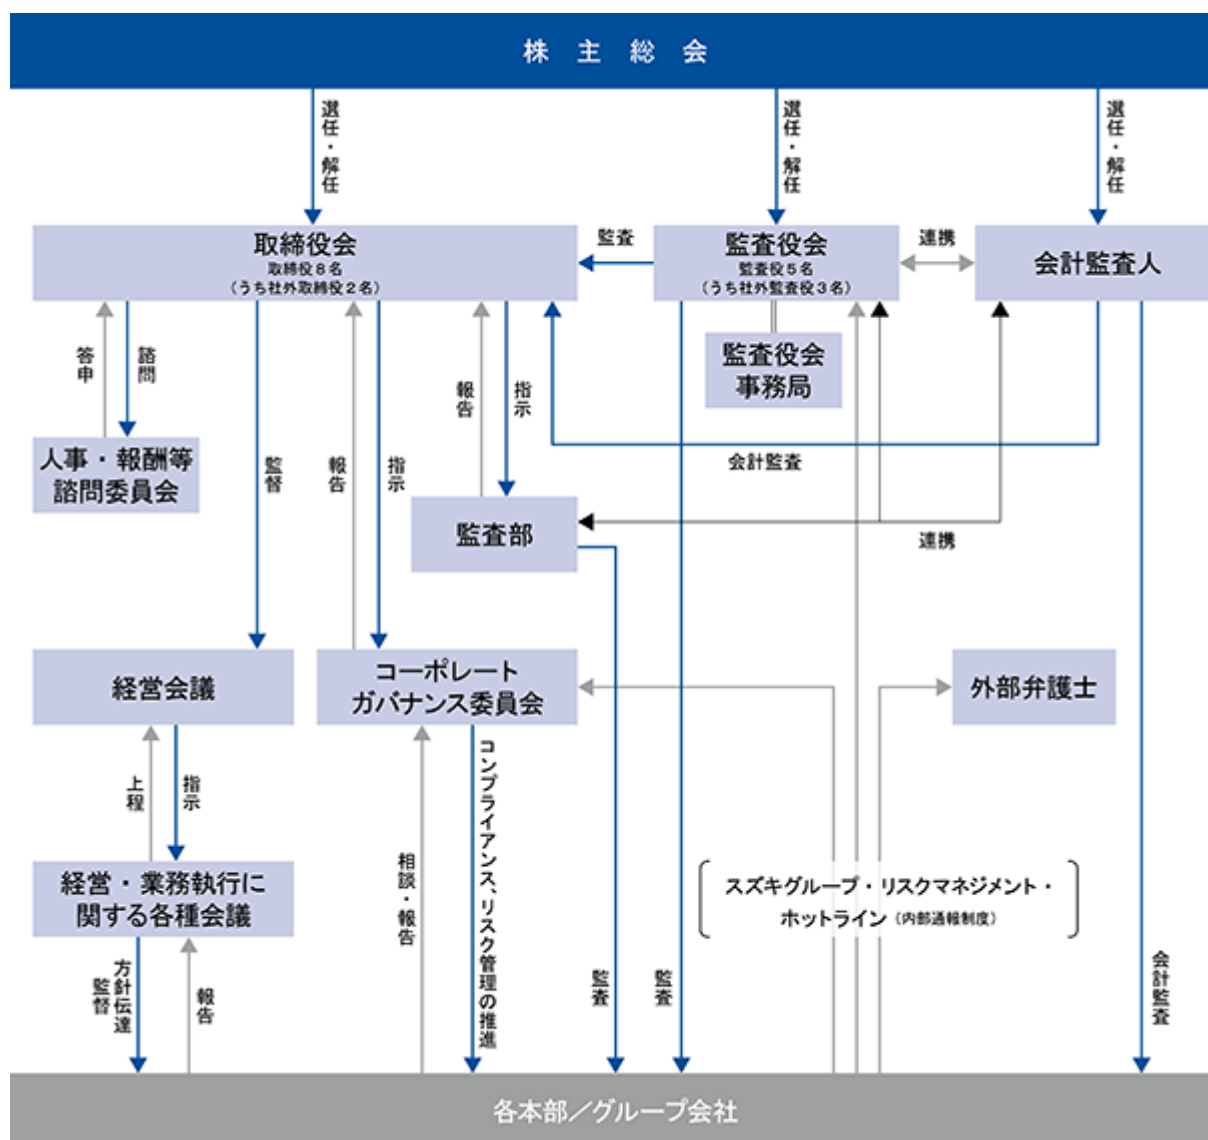 株主総会
選任・解任
選任・解任
選任・解任
取締役会
取締役8名
(うち社外取締役2名)
監査
監査役会
監査役5名
(うち社外監査役3名)
連携
会計監査人
監査役会
事務局
答申
諮問
報告
指示
人事・報酬等
諮問委員会
監督
報告
指示
会計監査
監査部
連携
経営会議
コーポレート
ガバナンス委員会
外部弁護士
上程
指示
コンプライアンス、リスク管理の推進
経営・業務執行に
関する各種会議
相談・報告
スズキグループ・リスクマネジメント・
ホットライン(内部通報制度)
方針伝達
監督
報告
監査
監査
会計監査
各本部/グループ会社